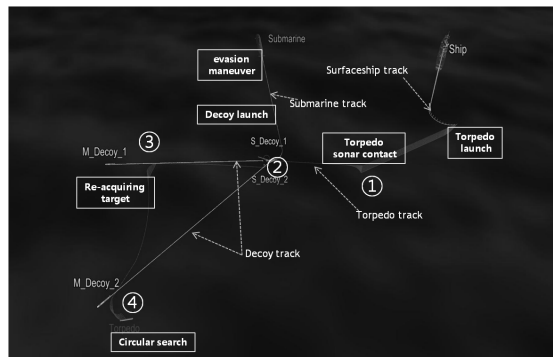 Submarine
Ship
evasion
maneuver
Surfaceship track
Submarine track
Decoy launch
S_Decoy_1
Torpedo
sonar contact
Torpedo
launch
③
M_Decoy_1
②
S_Decoy_2
①
Re-acquiring
target
Torpedo track
Decoy track
M_Decoy_2
④
Torpedo
Circular search